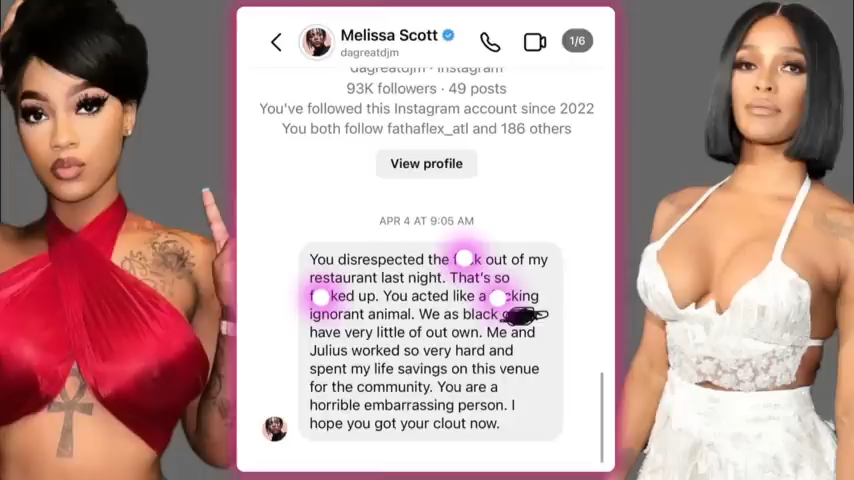 Melissa Scott
dagreatdjm
1/6
dagreatdjm · Instagram
93K followers · 49 posts
You've followed this Instagram account since 2022
You both follow fathaflex_atl and 186 others
View profile
APR 4 AT 9:05 AM
You disrespected the f k out of my
restaurant last night. That's so
f ked up. You acted like a cking
ignorant animal. We as black
have very little of out own. Me and
Julius worked so very hard and
spent my life savings on this venue
for the community. You are a
horrible embarrassing person. I
hope you got your clout now.